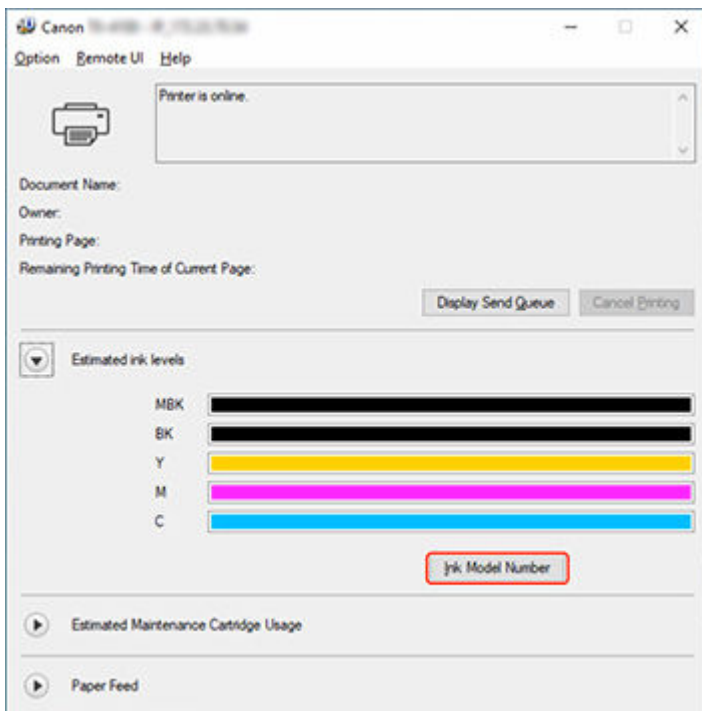 Canon
Option Remote UI Help
Printer is online.
Document Name:
Owner:
Printing Page:
Remaining Printing Time of Current Page:
Display Send Queue Cancel Printing
Estimated ink levels
MBK
BK
Y
M
C
Ink Model Number
Estimated Maintenance Cartridge Usage
Paper Feed